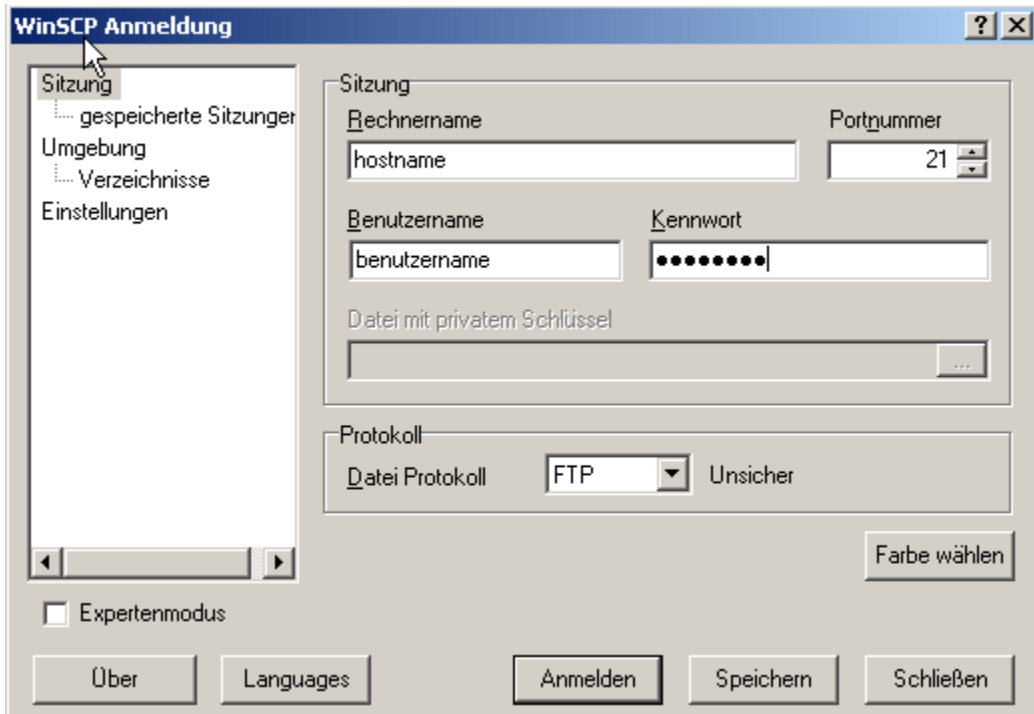 WinSCP Anmeldung
Sitzung
gespeicherte Sitzunger
Umgebung
Verzeichnisse
Einstellungen
Sitzung
Rechnername
Portnummer
hostname
21
Benutzername
Kennwort
benutzername
●●●●●●●●
Datei mit privatem Schlüssel
...
Protokoll
Datei Protokoll
FTP
Unsicher
Farbe wählen
Expertenmodus
Über
Languages
Anmelden
Speichern
Schließen